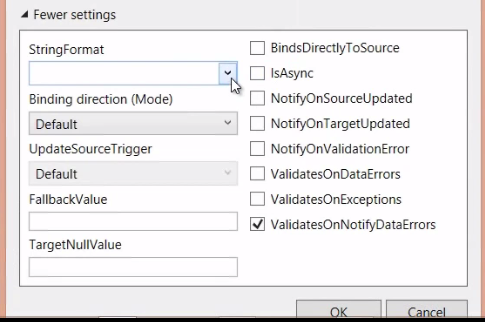 Fewer settings
StringFormat
Binding direction (Mode)
Default
UpdateSourceTrigger
Default
FallbackValue
TargetNullValue
BindsDirectlyToSource
IsAsync
NotifyOnSourceUpdated
NotifyOnTargetUpdated
NotifyOnValidationError
ValidatesOnDataErrors
ValidatesOnExceptions
ValidatesOnNotifyDataErrors
OK
Cancel